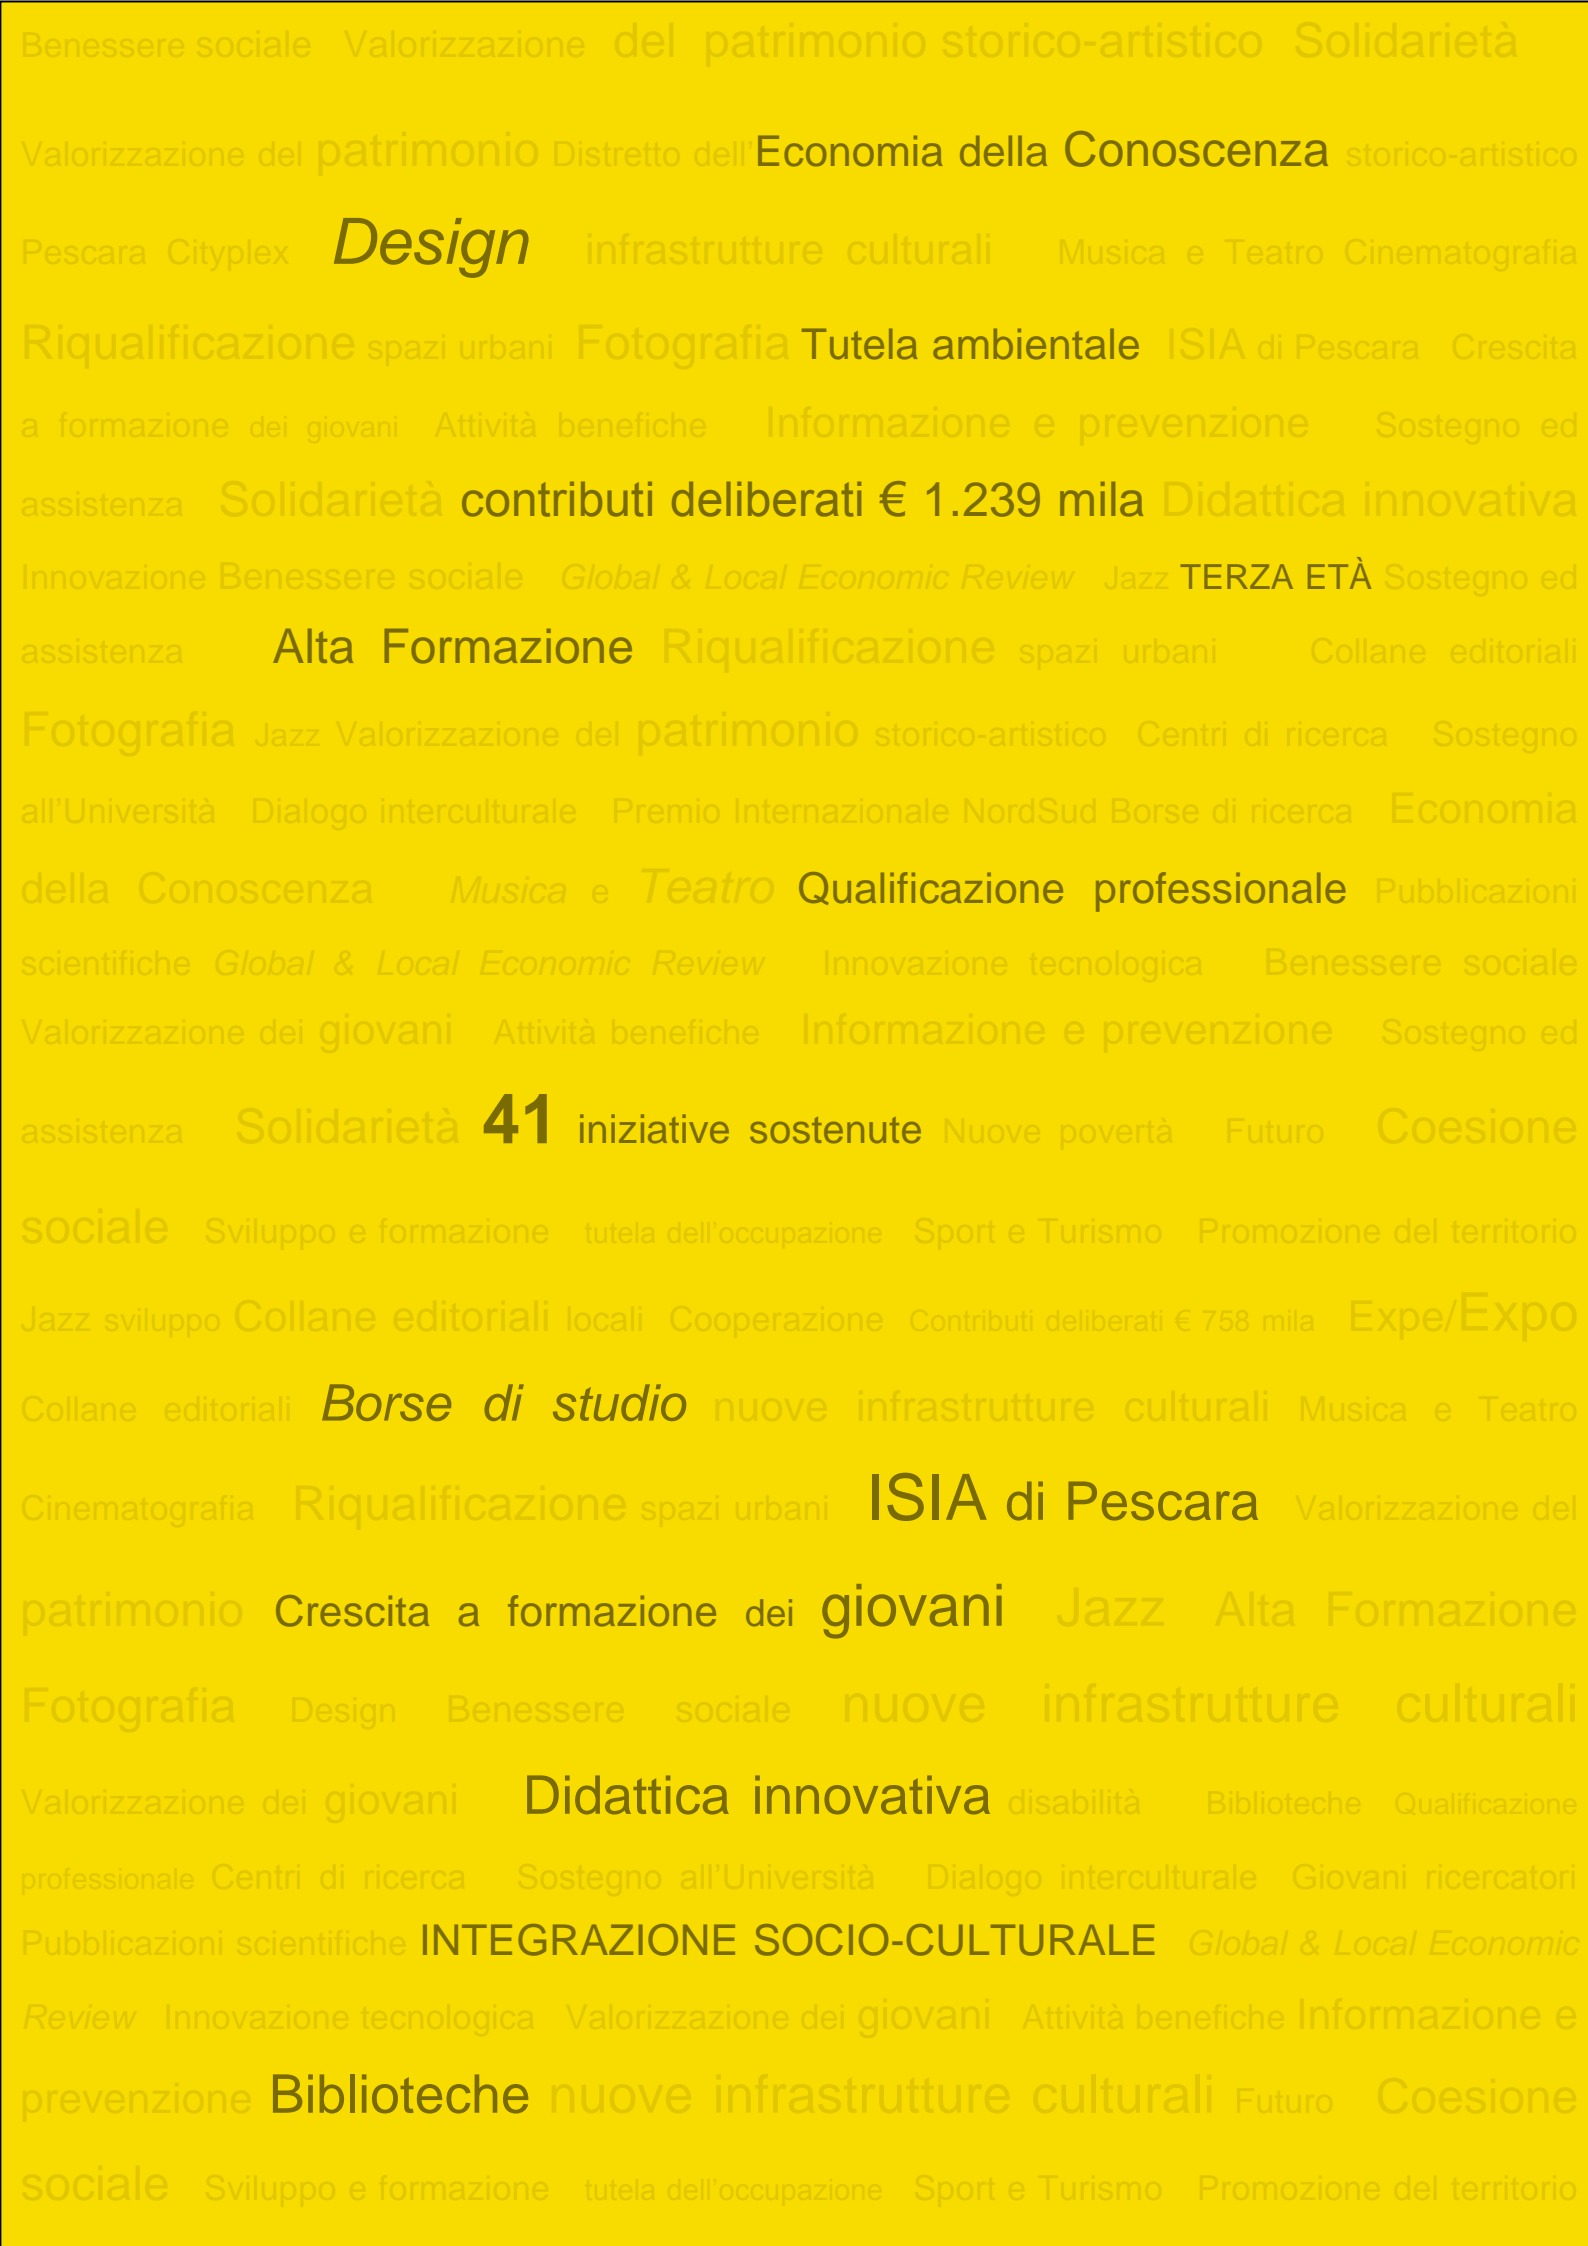 Benessere sociale Valorizzazione del patrimonio storico-artistico Solidarietà
Valorizzazione del patrimonio Distretto dell'Economia della Conoscenza storico-artistico
Pescara Cityplex Design infrastrutture culturali Musica e Teatro Cinematografia
Riqualificazione spazi urbani Fotografia Tutela ambientale ISIA di Pescara Crescita
a formazione dei giovani Attività benefiche Informazione e prevenzione Sostegno ed
assistenza Solidarietà contributi deliberati € 1.239 mila Didattica innovativa
Innovazione Benessere sociale Global & Local Economic Review Jazz TERZA ETÀ Sostegno ed
assistenza Alta Formazione Riqualificazione spazi urbani Collane editoriali
Fotografia Jazz Valorizzazione del patrimonio storico-artistico Centri di ricerca Sostegno
all'Università Dialogo interculturale Premio Internazionale NordSud Borse di ricerca Economia
della Conoscenza Musica e Teatro Qualificazione professionale Pubblicazioni
scientifiche Global & Local Economic Review Innovazione tecnologica Benessere sociale
Valorizzazione dei giovani Attività benefiche Informazione e prevenzione Sostegno ed
assistenza Solidarietà 41 iniziative sostenute Nuove povertà Futuro Coesione
sociale Sviluppo e formazione tutela dell'occupazione Sport e Turismo Promozione del territorio
Jazz sviluppo Collane editoriali locali Cooperazione Contributi deliberati € 758 mila Expe/Expo
Collane editoriali Borse di studio nuove infrastrutture culturali Musica e Teatro
Cinematografia Riqualificazione spazi urbani ISIA di Pescara Valorizzazione del
patrimonio Crescita a formazione dei giovani Jazz Alta Formazione
Fotografia Design Benessere sociale nuove infrastrutture culturali
Valorizzazione dei giovani Didattica innovativa disabilità Biblioteche Qualificazione
professionale Centri di ricerca Sostegno all'Università Dialogo interculturale Giovani ricercatori
Pubblicazioni scientifiche INTEGRAZIONE SOCIO-CULTURALE Global & Local Economic
Review Innovazione tecnologica Valorizzazione dei giovani Attività benefiche Informazione e
prevenzione Biblioteche nuove infrastrutture culturali Futuro Coesione
sociale Sviluppo e formazione tutela dell'occupazione Sport e Turismo Promozione del territorio